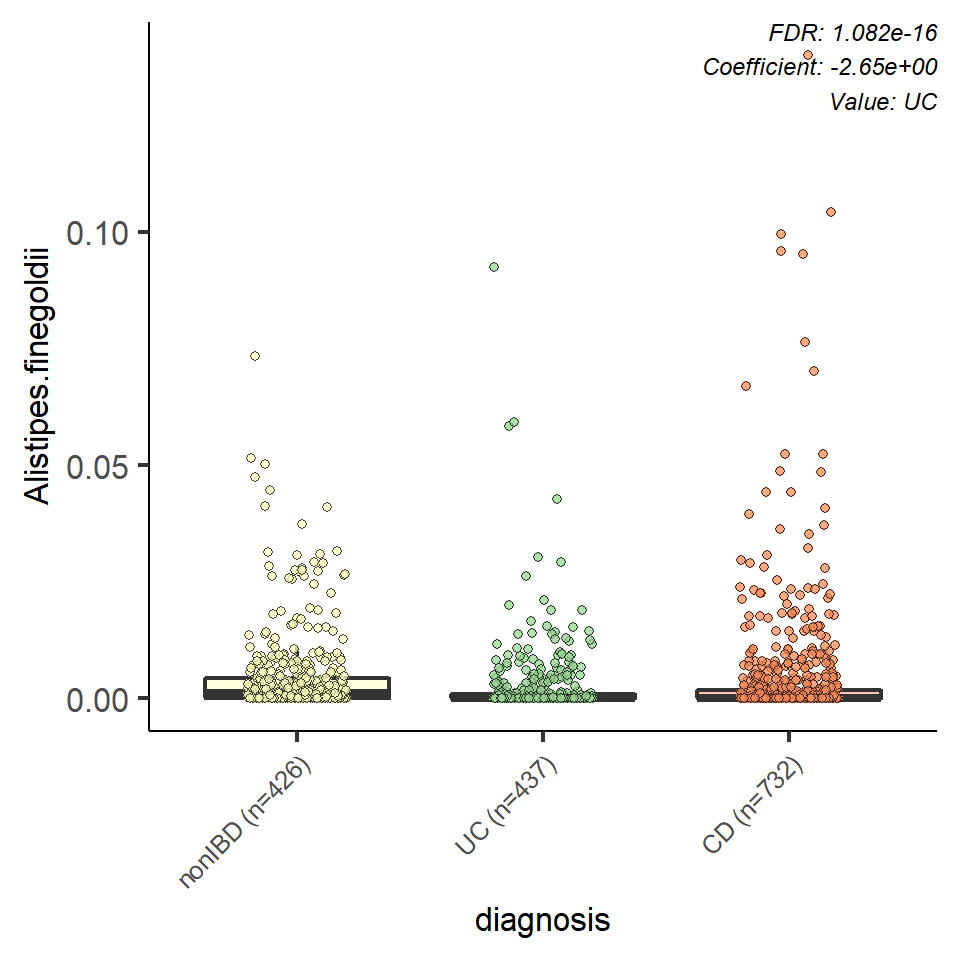 FDR: 1.082e-16
Coefficient: -2.65e+00
Value: UC
Alistipes.finegoldii
0.10
0.05
0.00
nonIBD (n=426)
UC (n=437)
CD (n=732)
diagnosis